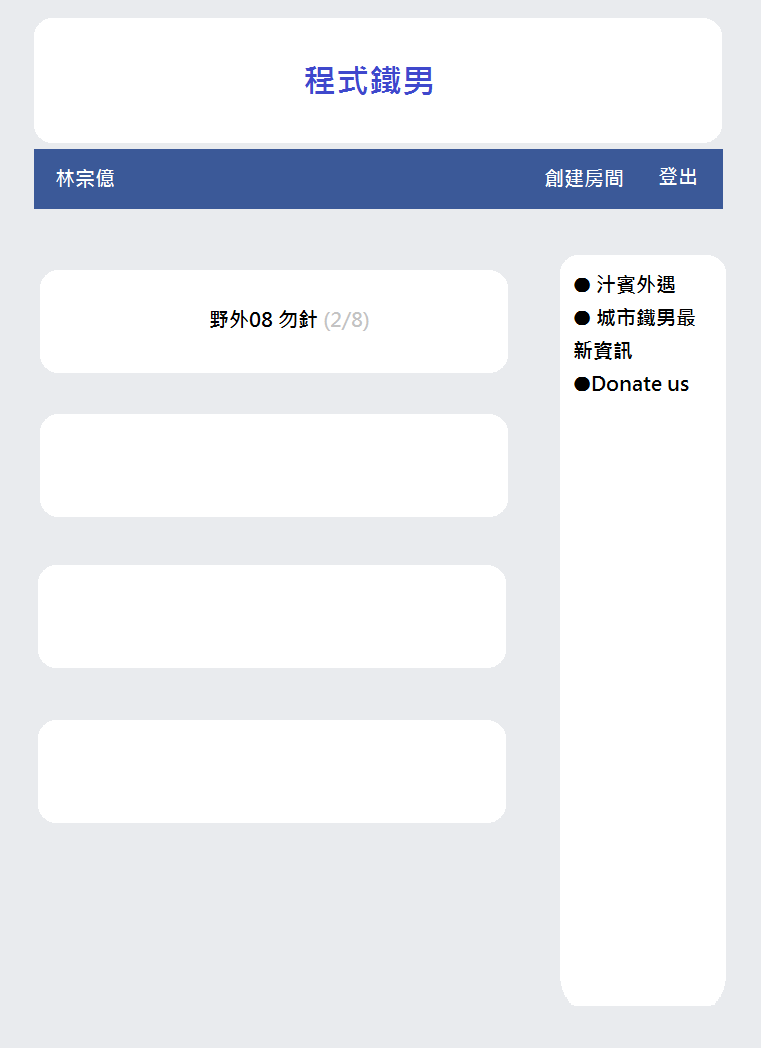 程式鐵男
林宗億 創建房間 登出
野外08 勿針 (2/8)
● 汁賓外遇
● 城市鐵男最
新資訊
●Donate us